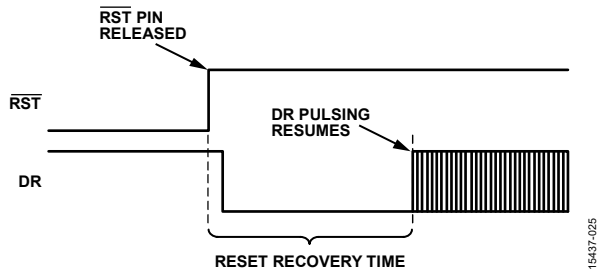 RST PIN
RELEASED
RST
DR PULSING
RESUMES
DR
RESET RECOVERY TIME
15437-025